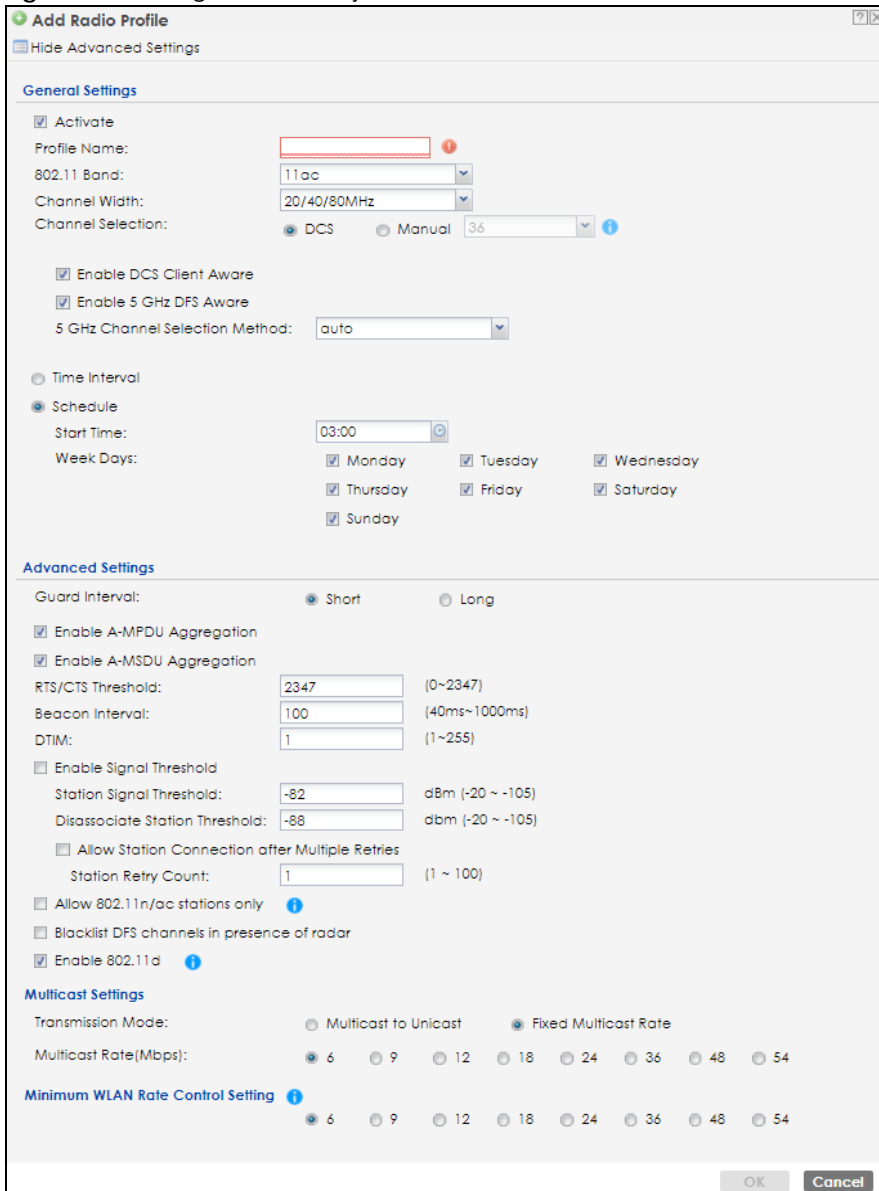 Add Radio Profile
Hide Advanced Settings
General Settings
Activate
Profile Name:
802.11 Band: 11ac
Channel Width: 20/40/80MHz
Channel Selection: DCS Manual 36
Enable DCS Client Aware
Enable 5 GHz DFS Aware
5 GHz Channel Selection Method: auto
Time Interval
Schedule
Start Time: 03:00
Week Days: Monday Tuesday Wednesday
Thursday Friday Saturday
Sunday
Advanced Settings
Guard Interval: Short Long
Enable A-MPDU Aggregation
Enable A-MSDU Aggregation
RTS/CTS Threshold: 2347 (0~2347)
Beacon Interval: 100 (40ms~1000ms)
DTIM: 1 (1~255)
Enable Signal Threshold
Station Signal Threshold: -82 dBm (-20 ~ -105)
Disassociate Station Threshold: -88 dbm (-20 ~ -105)
Allow Station Connection after Multiple Retries
Station Retry Count: 1 (1 ~ 100)
Allow 802.11n/ac stations only
Blacklist DFS channels in presence of radar
Enable 802.11d
Multicast Settings
Transmission Mode: Multicast to Unicast Fixed Multicast Rate
Multicast Rate(Mbps): 6 9 12 18 24 36 48 54
Minimum WLAN Rate Control Setting
6 9 12 18 24 36 48 54
OK Cancel